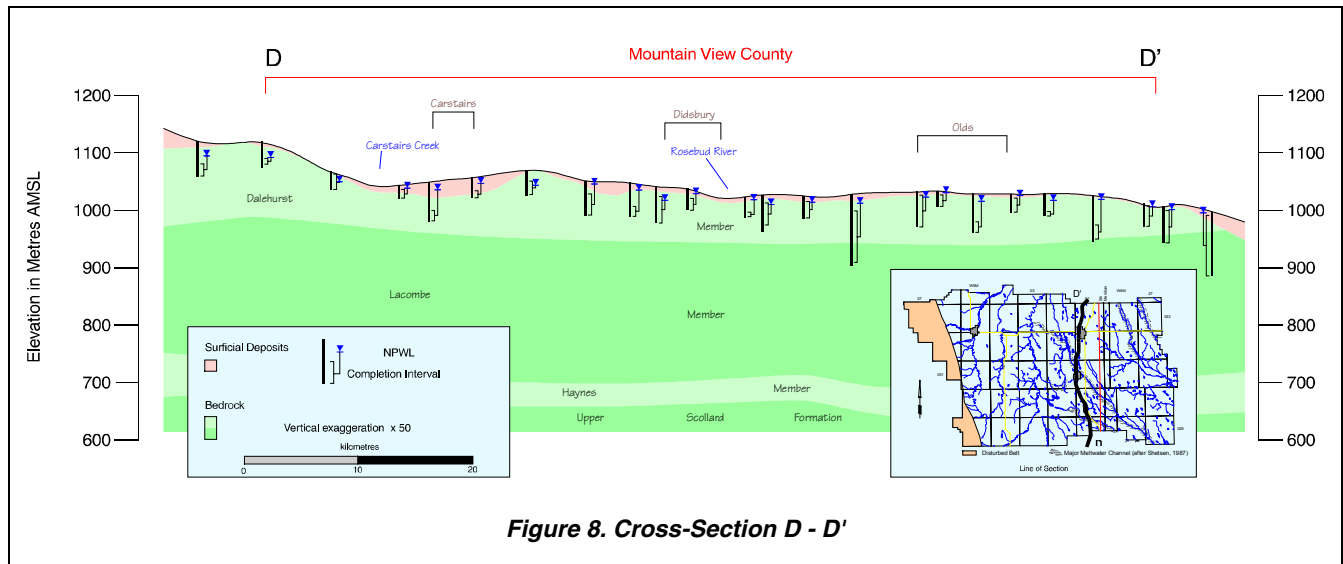 D
Mountain View County
D'
1200
1100
1000
900
800
700
600
Elevation in Metres AMSL
1200
1100
1000
900
800
700
600
Carstairs
Didsbury
Olds
Carstairs Creek
Rosebud River
Dalehurst
Member
Lacombe
Member
Haynes
Member
Upper
Scollard
Formation
Surficial Deposits
NPWL
Completion Interval
Bedrock
Vertical exaggeration x 50
kilometres
0
10
20
D'
W5M
W4M
Disturbed Belt
Major Meltwater Channel (after Shetsen, 1987)
Line of Section
Figure 8. Cross-Section D - D'